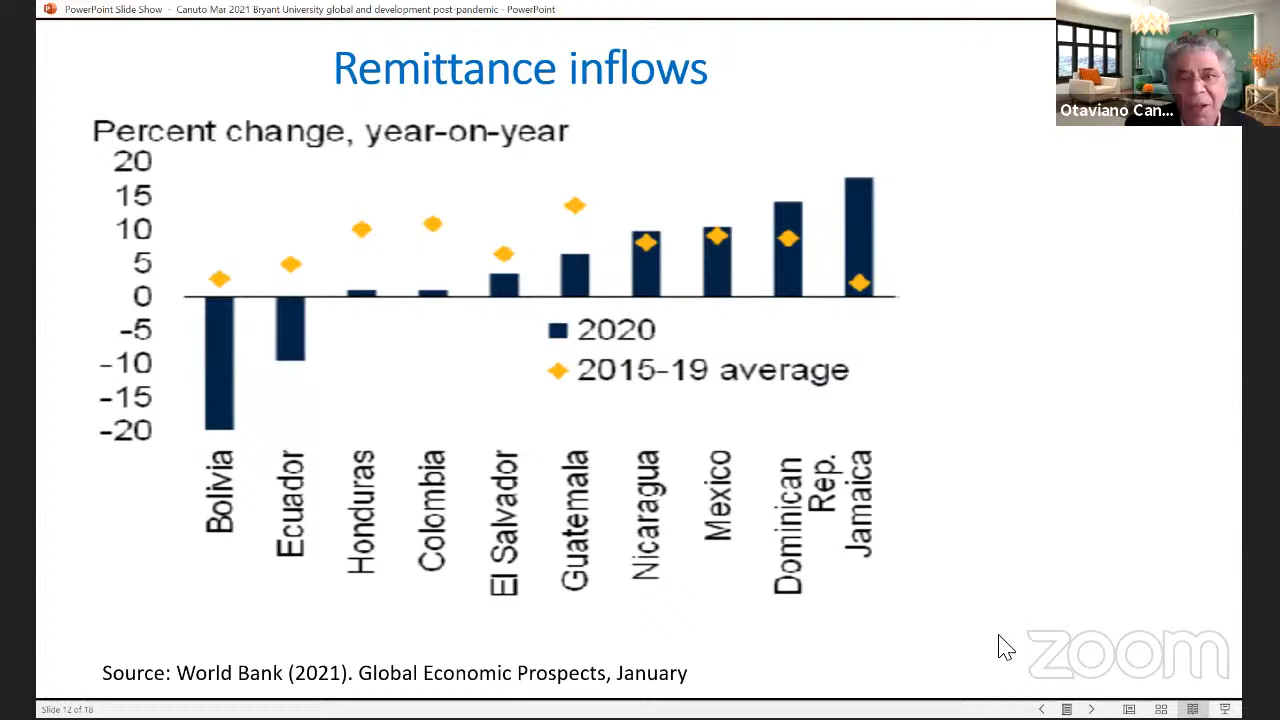 PowerPoint Slide Show - Canuto Mar 2021 Bryant University global and development post-pandemic - PowerPoint
Remittance inflows
Otaviano Can...
Percent change, year-on-year
20
15
10
5
0
-5
-10
-15
-20
2020
2015-19 average
Bolivia
Ecuador
Honduras
Colombia
El Salvador
Guatemala
Nicaragua
Mexico
Dominican
Rep.
Jamaica
zoom
Source: World Bank (2021). Global Economic Prospects, January
Slide 12 of 18